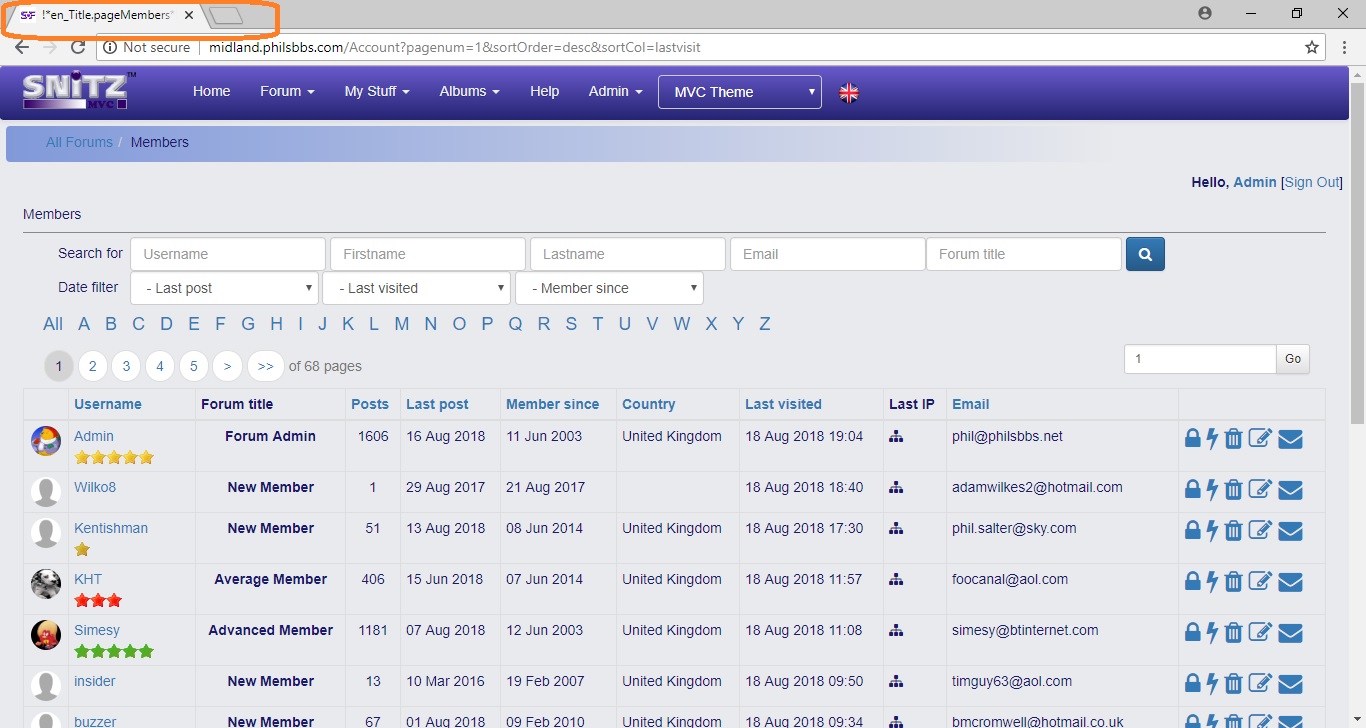 !*en_Title.pageMembers*
Not secure midland.philsbbs.com/Account?pagenum=1&sortOrder=desc&sortCol=lastvisit
SNiTZ™ MVC Home Forum My Stuff Albums Help Admin MVC Theme
All Forums / Members
Hello, Admin [Sign Out]
Members
Search for Username Firstname Lastname Email Forum title
Date filter - Last post - Last visited - Member since
All A B C D E F G H I J K L M N O P Q R S T U V W X Y Z
1 2 3 4 5 > >> of 68 pages 1 Go
Username Forum title Posts Last post Member since Country Last visited Last IP Email
Admin Forum Admin 1606 16 Aug 2018 11 Jun 2003 United Kingdom 18 Aug 2018 19:04 phil@philsbbs.net
Wilko8 New Member 1 29 Aug 2017 21 Aug 2017 18 Aug 2018 18:40 adamwilkes2@hotmail.com
Kentishman New Member 51 13 Aug 2018 08 Jun 2014 United Kingdom 18 Aug 2018 17:30 phil.salter@sky.com
KHT Average Member 406 15 Jun 2018 07 Jun 2014 United Kingdom 18 Aug 2018 11:57 foocanal@aol.com
Simesy Advanced Member 1181 07 Aug 2018 12 Jun 2003 United Kingdom 18 Aug 2018 11:08 simesy@btinternet.com
insider New Member 13 10 Mar 2016 19 Feb 2007 United Kingdom 18 Aug 2018 09:50 timguy63@aol.com
buzzer New Member 67 01 Aug 2018 09 Feb 2010 United Kingdom 18 Aug 2018 09:34 bmcromwell@hotmail.co.uk